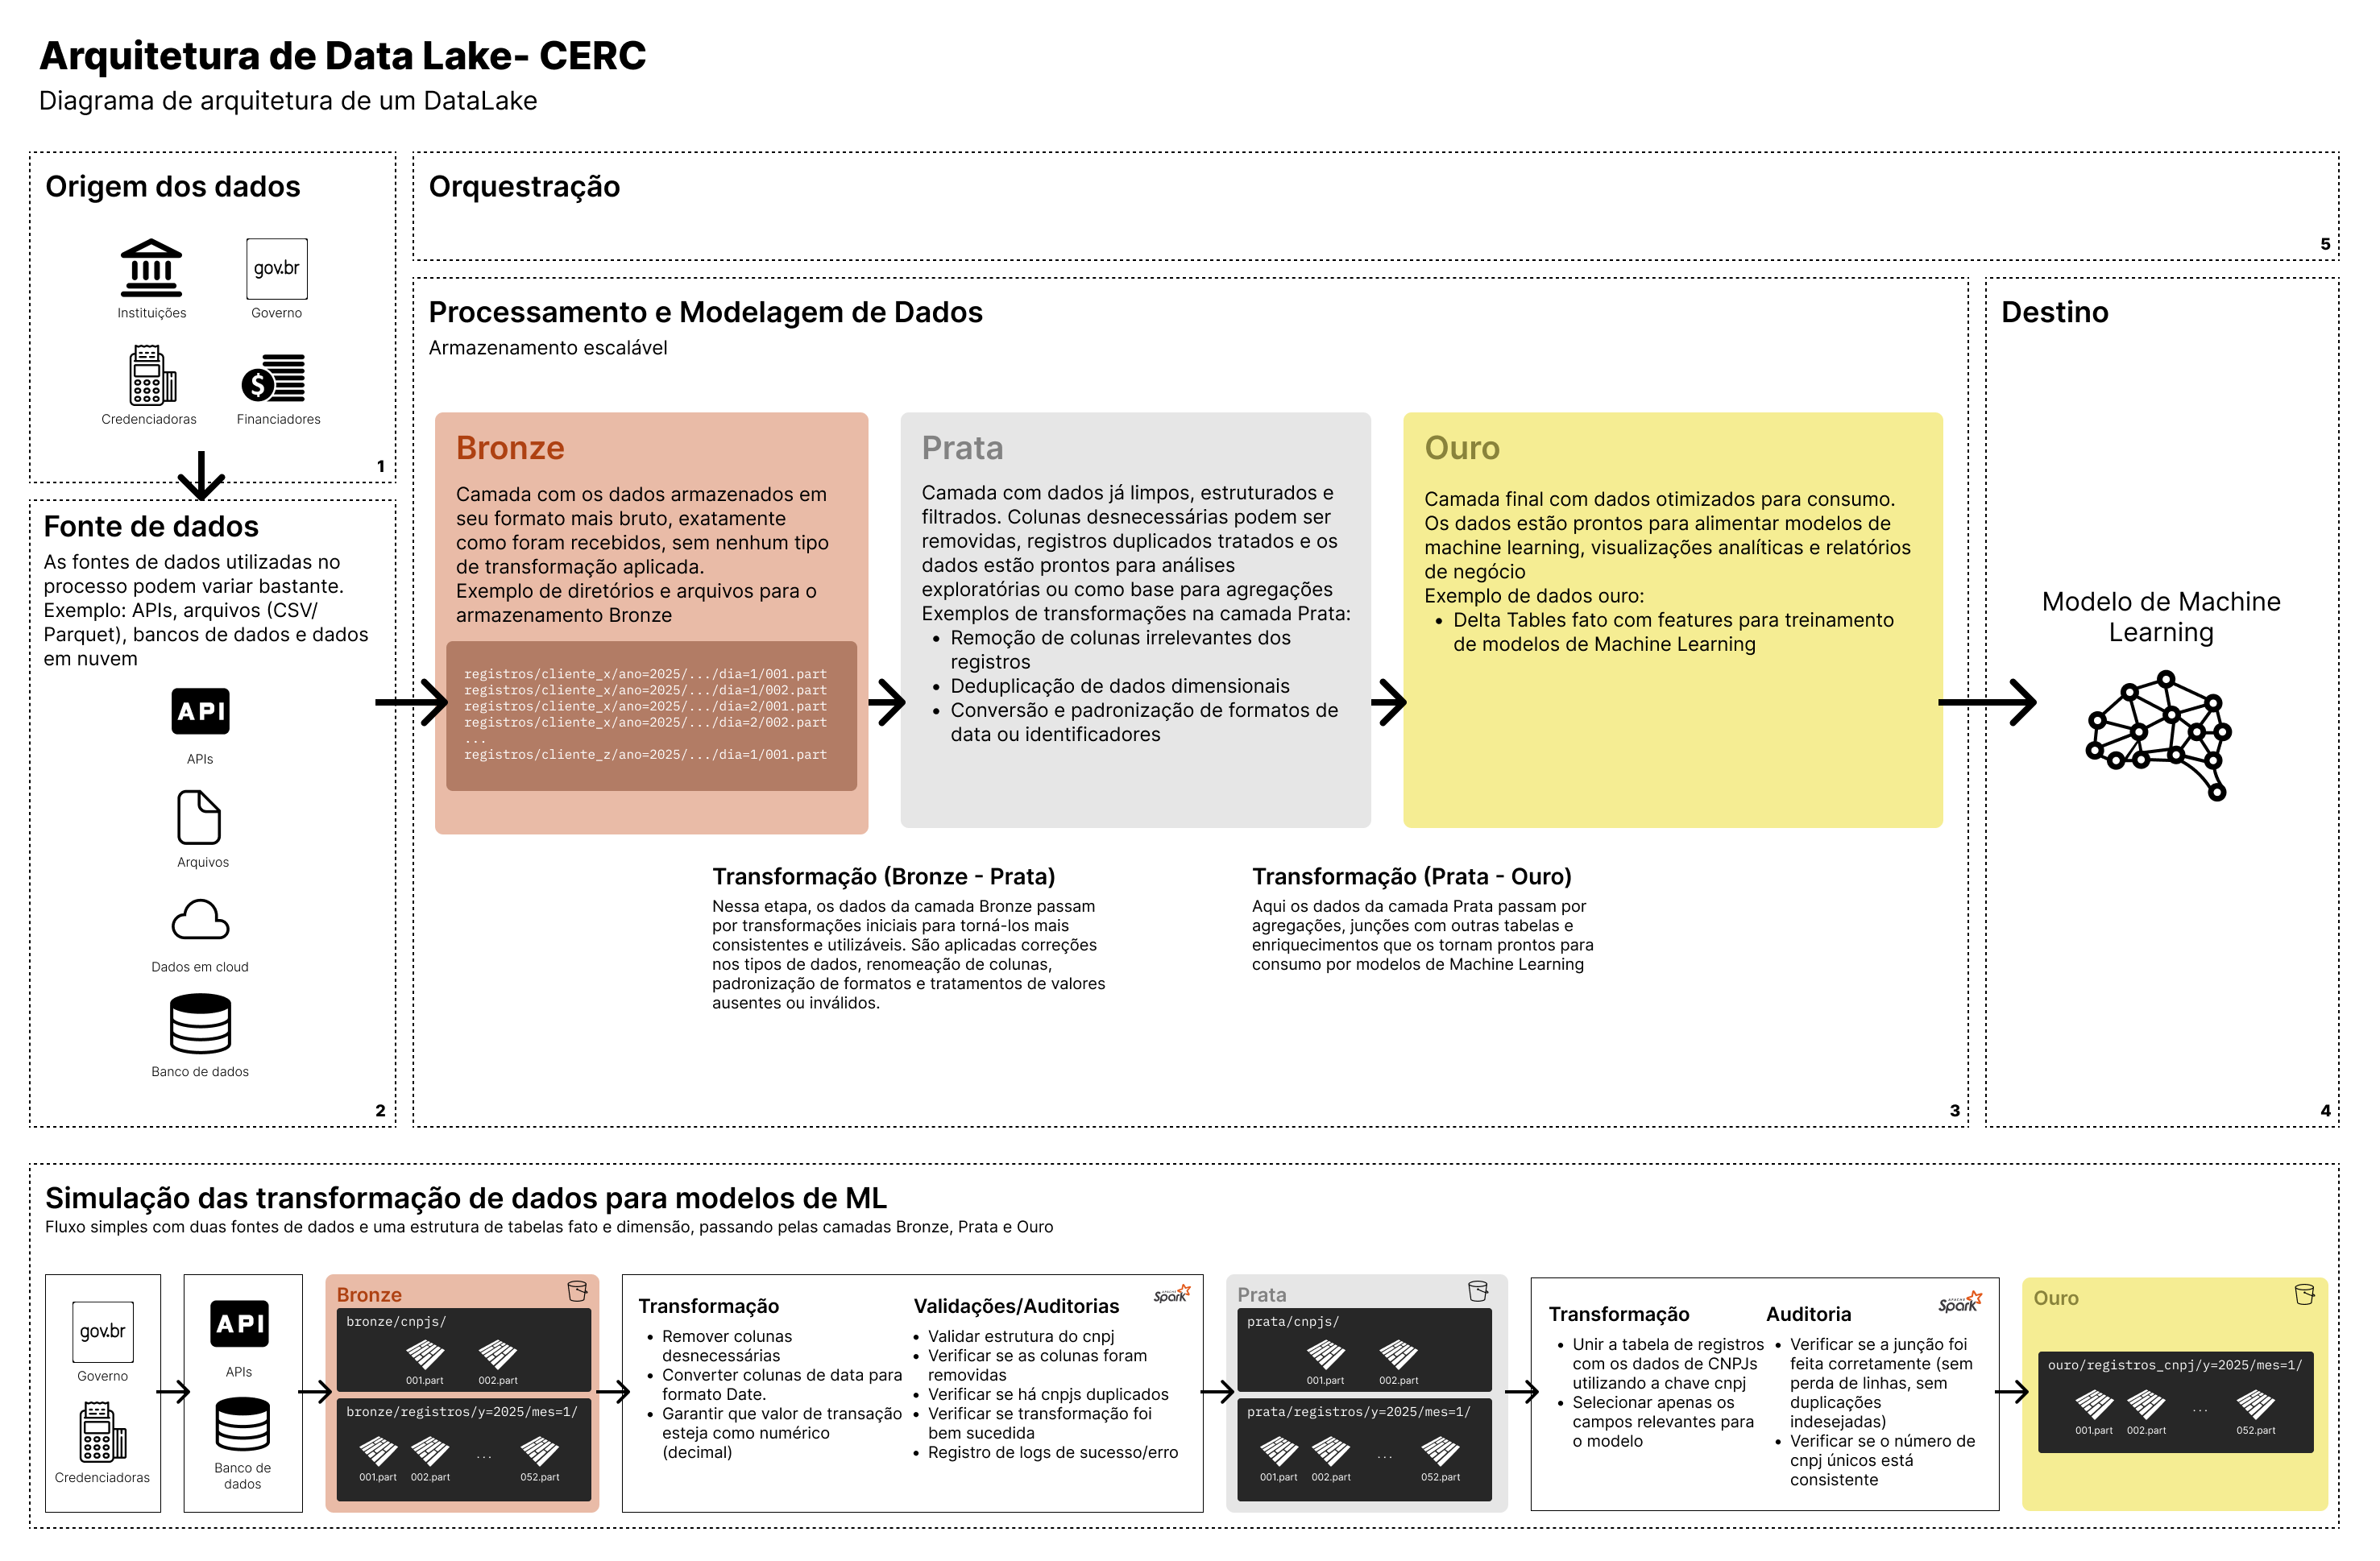 Arquitetura de Data Lake- CERC
Diagrama de arquitetura de um DataLake
Origem dos dados
gov.br
Instituições
Governo
Credenciadoras
Financiadores
1
Fonte de dados
As fontes de dados utilizadas no
processo podem variar bastante.
Exemplo: APIs, arquivos (CSV/
Parquet), bancos de dados e dados
em nuvem
API
APIs
Arquivos
Dados em cloud
Banco de dados
2
Orquestração
5
Processamento e Modelagem de Dados
Armazenamento escalável
Bronze
Camada com os dados armazenados em
seu formato mais bruto, exatamente
como foram recebidos, sem nenhum tipo
de transformação aplicada.
Exemplo de diretórios e arquivos para o
armazenamento Bronze
registros/cliente_x/ano=2025/.../dia=1/001.part
registros/cliente_x/ano=2025/.../dia=1/002.part
registros/cliente_x/ano=2025/.../dia=2/001.part
registros/cliente_x/ano=2025/.../dia=2/002.part
...
registros/cliente_z/ano=2025/.../dia=1/001.part
Prata
Camada com dados já limpos, estruturados e
filtrados. Colunas desnecessárias podem ser
removidas, registros duplicados tratados e os
dados estão prontos para análises
exploratórias ou como base para agregações
Exemplos de transformações na camada Prata:
• Remoção de colunas irrelevantes dos
registros
• Deduplicação de dados dimensionais
• Conversão e padronização de formatos de
data ou identificadores
Ouro
Camada final com dados otimizados para consumo.
Os dados estão prontos para alimentar modelos de
machine learning, visualizações analíticas e relatórios
de negócio
Exemplo de dados ouro:
• Delta Tables fato com features para treinamento
de modelos de Machine Learning
Transformação (Bronze - Prata)
Nessa etapa, os dados da camada Bronze passam
por transformações iniciais para torná-los mais
consistentes e utilizáveis. São aplicadas correções
nos tipos de dados, renomeação de colunas,
padronização de formatos e tratamentos de valores
ausentes ou inválidos.
Transformação (Prata - Ouro)
Aqui os dados da camada Prata passam por
agregações, junções com outras tabelas e
enriquecimentos que os tornam prontos para
consumo por modelos de Machine Learning
3
Destino
Modelo de Machine
Learning
4
Simulação das transformação de dados para modelos de ML
Fluxo simples com duas fontes de dados e uma estrutura de tabelas fato e dimensão, passando pelas camadas Bronze, Prata e Ouro
gov.br
Governo
Credenciadoras
API
APIs
Banco de
dados
Bronze
bronze/cnpjs/
001.part
002.part
bronze/registros/y=2025/mes=1/
001.part
002.part
...
052.part
Transformação
• Remover colunas
desnecessárias
• Converter colunas de data para
formato Date.
• Garantir que valor de transação
esteja como numérico
(decimal)
Validações/Auditorias
• Validar estrutura do cnpj
• Verificar se as colunas foram
removidas
• Verificar se há cnpjs duplicados
• Verificar se transformação foi
bem sucedida
• Registro de logs de sucesso/erro
APACHE
Spark
Prata
prata/cnpjs/
001.part
002.part
prata/registros/y=2025/mes=1/
001.part
002.part
...
052.part
Transformação
• Unir a tabela de registros
com os dados de CNPJs
utilizando a chave cnpj
• Selecionar apenas os
campos relevantes para
o modelo
Auditoria
• Verificar se a junção foi
feita corretamente (sem
perda de linhas, sem
duplicações
indesejadas)
• Verificar se o número de
cnpj únicos está
consistente
APACHE
Spark
Ouro
ouro/registros_cnpj/y=2025/mes=1/
001.part
002.part
...
052.part